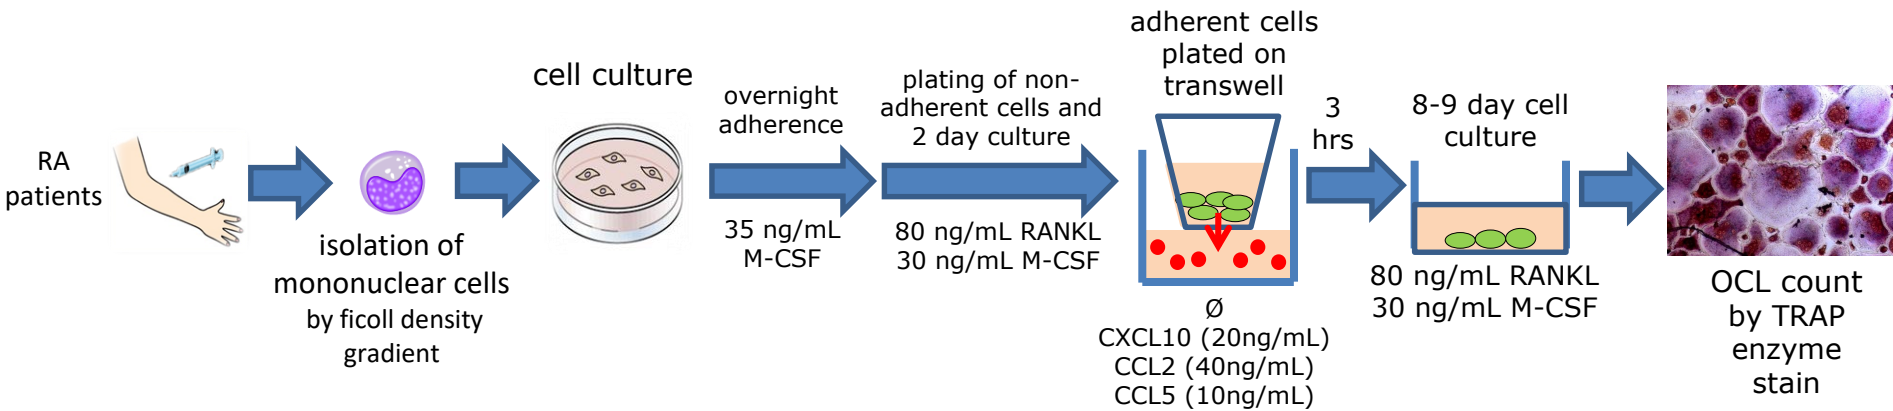 RA
patients
isolation of
mononuclear cells
by ficoll density
gradient
cell culture
overnight
adherence
35 ng/mL
M-CSF
plating of non-
adherent cells and
2 day culture
80 ng/mL RANKL
30 ng/mL M-CSF
adherent cells
plated on
transwell
Ø
CXCL10 (20ng/mL)
CCL2 (40ng/mL)
CCL5 (10ng/mL)
3
hrs
8-9 day cell
culture
80 ng/mL RANKL
30 ng/mL M-CSF
OCL count
by TRAP
enzyme
stain